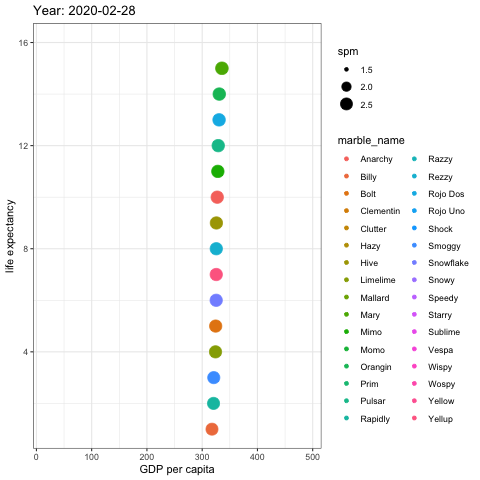 Year: 2020-02-28
16
12
8
4
life expectancy
0 100 200 300 400 500
GDP per capita
spm
1.5
2.0
2.5
marble_name
Anarchy Razzy
Billy Rezzy
Bolt Rojo Dos
Clementin Rojo Uno
Clutter Shock
Hazy Smoggy
Hive Snowflake
Limelime Snowy
Mallard Speedy
Mary Starry
Mimo Sublime
Momo Vespa
Orangin Wispy
Prim Wospy
Pulsar Yellow
Rapidly Yellup